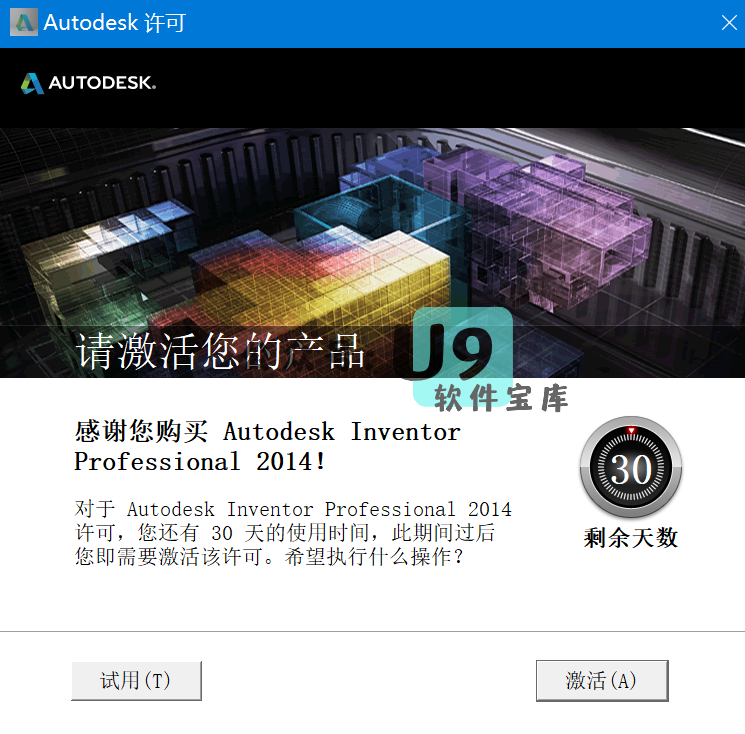 Autodesk 许可
AUTODESK.
请激活您的产品
J9
软件宝库
感谢您购买 Autodesk Inventor
Professional 2014!
对于 Autodesk Inventor Professional 2014
许可，您还有 30 天的使用时间，此期间过后
您即需要激活该许可。希望执行什么操作？
30
剩余天数
试用(T)
激活(A)